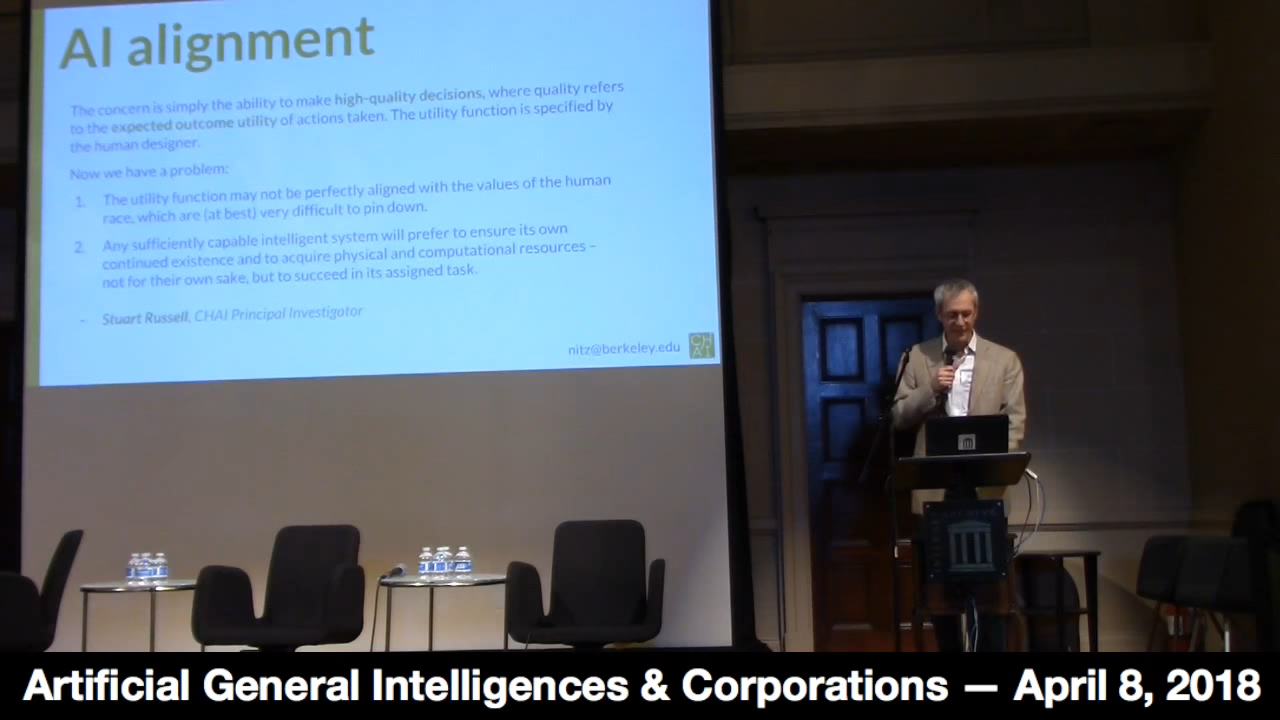 AI alignment
The concern is simply the ability to make high-quality decisions, where quality refers
to the expected outcome utility of actions taken. The utility function is specified by
the human designer.
Now we have a problem:
1. The utility function may not be perfectly aligned with the values of the human
race, which are (at best) very difficult to pin down.
2. Any sufficiently capable intelligent system will prefer to ensure its own
continued existence and to acquire physical and computational resources –
not for their own sake, but to succeed in its assigned task.
- Stuart Russell, CHAI Principal Investigator
nitz@berkeley.edu
CH
AI
Artificial General Intelligences & Corporations — April 8, 2018